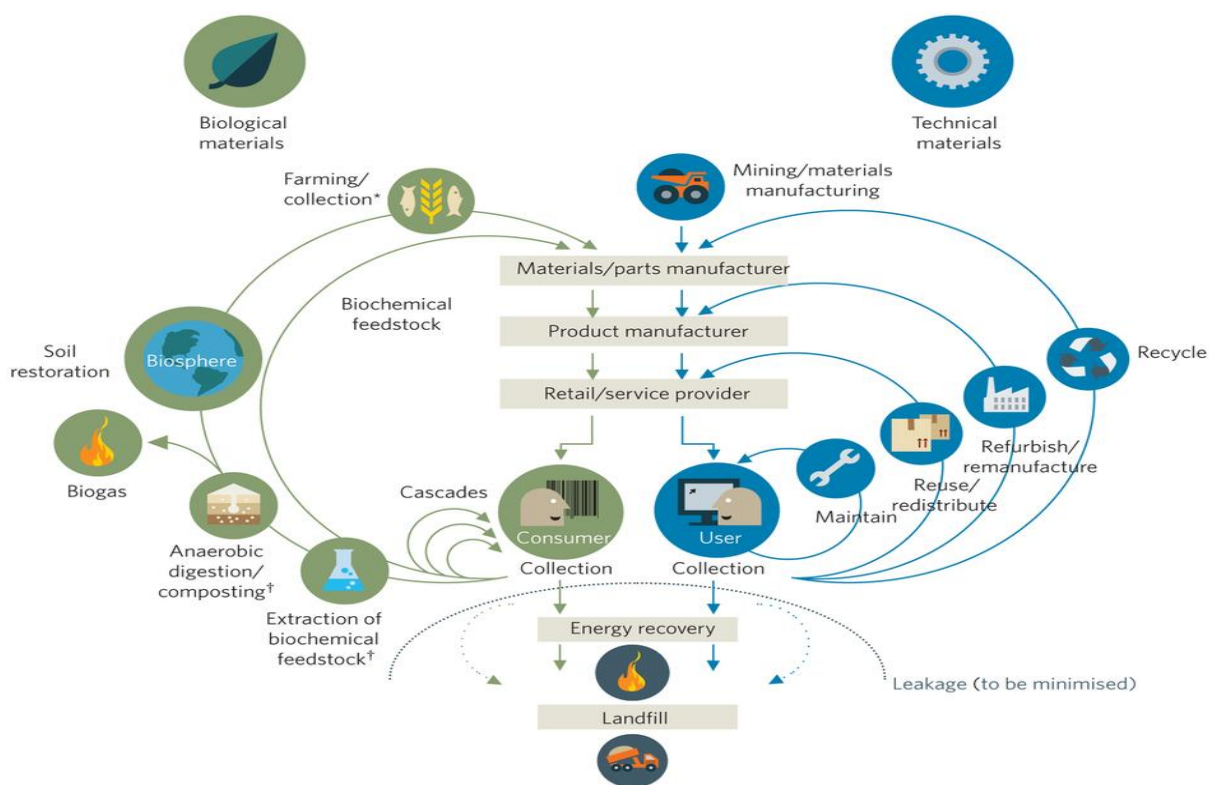 Biological
materials
Technical
materials
Farming/
collection*
Mining/materials
manufacturing
Materials/parts manufacturer
Biochemical
feedstock
Product manufacturer
Soil
restoration
Biosphere
Recycle
Retail/service provider
Refurbish/
remanufacture
Biogas
Cascades
Reuse/
redistribute
Maintain
Consumer
User
Anaerobic
digestion/
composting†
Collection
Collection
Extraction of
biochemical
feedstock†
Energy recovery
Leakage (to be minimised)
Landfill